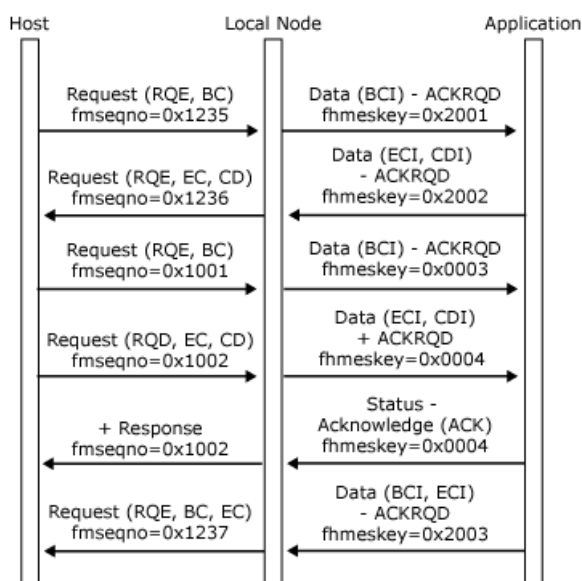 Host Local Node Application
Request (RQE, BC)
fmseqno=0x1235
Data (BCI) - ACKRQD
fhmeskey=0x2001
Request (RQE, EC, CD)
fmseqno=0x1236
Data (ECI, CDI)
- ACKRQD
fhmeskey=0x2002
Request (RQE, BC)
fmseqno=0x1001
Data (BCI) - ACKRQD
fhmeskey=0x0003
Request (RQD, EC, CD)
fmseqno=0x1002
Data (ECI, CDI)
+ ACKRQD
fhmeskey=0x0004
+ Response
fmseqno=0x1002
Status -
Acknowledge (ACK)
fhmeskey=0x0004
Request (RQE, BC, EC)
fmseqno=0x1237
Data (BCI, ECI)
- ACKRQD
fhmeskey=0x2003